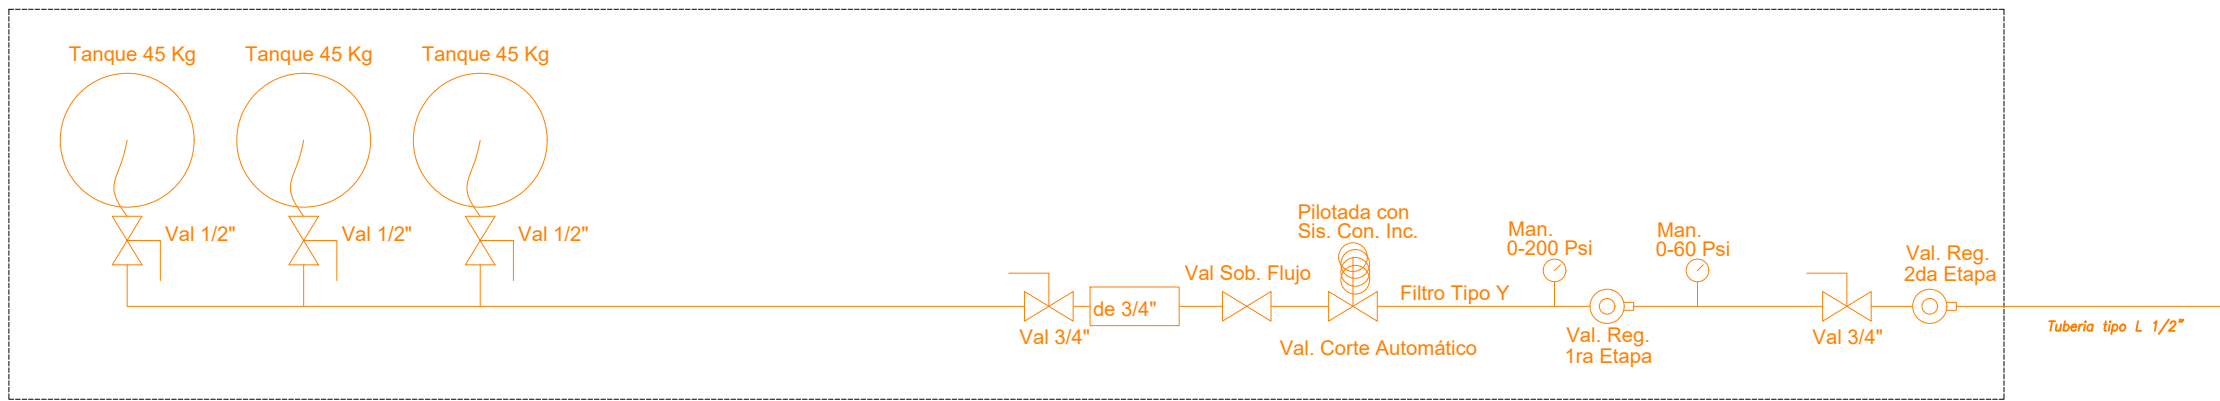 Tanque 45 Kg
Tanque 45 Kg
Tanque 45 Kg
Val 1/2"
Val 1/2"
Val 1/2"
Val 3/4"
de 3/4"
Val Sob. Flujo
Pilotada con
Sis. Con. Inc.
Val. Corte Automático
Filtro Tipo Y
Man.
0-200 Psi
Val. Reg.
1ra Etapa
Man.
0-60 Psi
Val 3/4"
Val. Reg.
2da Etapa
Tuberia tipo L 1/2"